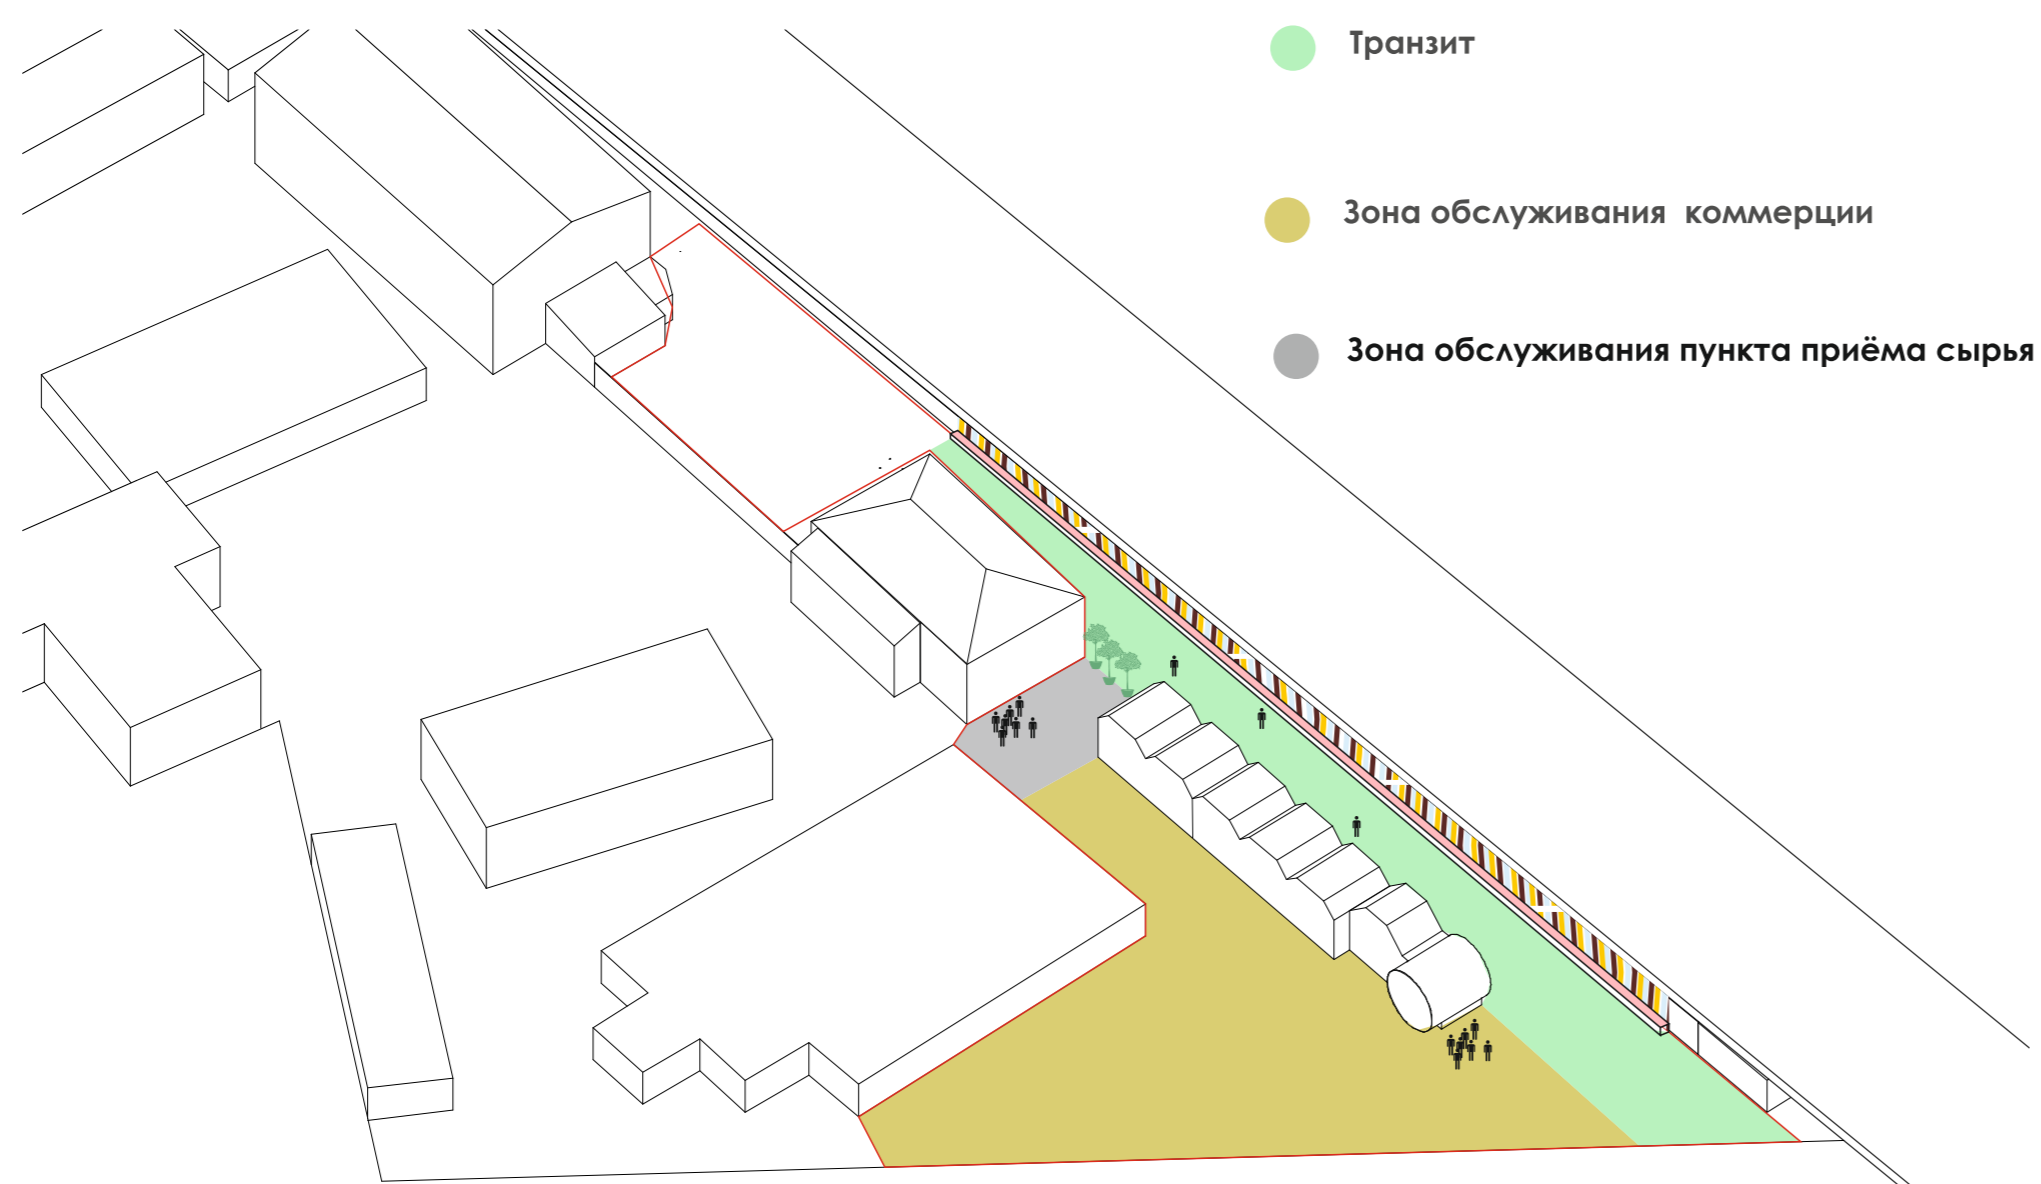 Транзит
Зона обслуживания коммерции
Зона обслуживания пункта приёма сырья